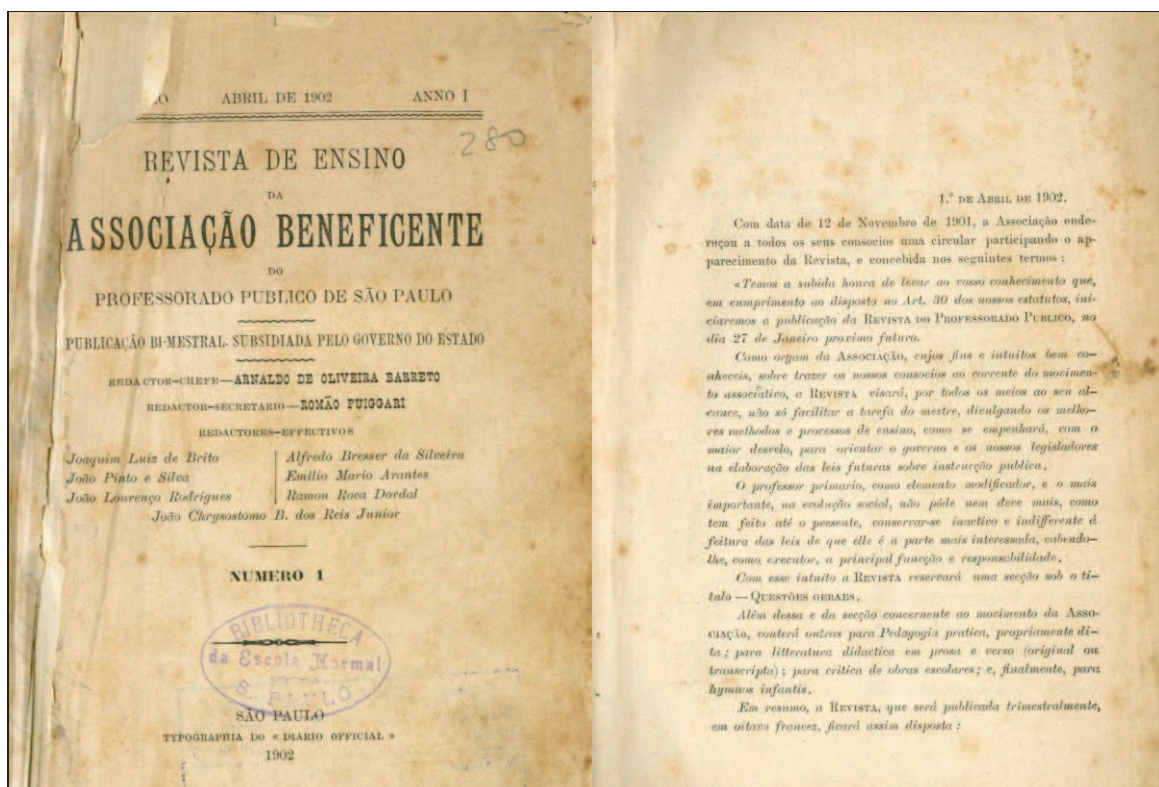 ABRIL DE 1902 ANNO I
280
REVISTA DE ENSINO
DA
ASSOCIAÇÃO BENEFICENTE
DO
PROFESSORADO PUBLICO DE SÃO PAULO
PUBLICAÇÃO BI-MESTRAL. SUBSIDIADA PELO GOVERNO DO ESTADO
REDACTOR-CHEFE—ARNALDO DE OLIVEIRA BARRETO
REDACTOR-SECRETARIO—ROMÃO PUIGGARI
REDACTORES-EFFECTIVOS
Joaquim Luiz de Brito
João Pinto e Silva
João Lourenço Rodrigues
Alfredo Bresser da Silveira
Emilio Mario Arantes
Ramon Roca Dordal
João Chrysostomo B. dos Reis Junior
NUMERO 1
BIBLIOTHECA
da Escola Normal
S. PAULO
SÃO PAULO
TYPOGRAPHIA DO « DIARIO OFFICIAL »
1902
1.º DE ABRIL DE 1902.
Com data de 12 de Novembro de 1901, a Associação ende-
reçou a todos os seus consocios uma circular participando o ap-
parecimento da Revista, e concebida nos seguintes termos :
«Temos a subida honra de levar ao vosso conhecimento que,
em cumprimento ao disposto no Art. 30 dos nossos estatutos, ini-
ciaremos a publicação da REVISTA DO PROFESSORADO PUBLICO, no
dia 27 de Janeiro proximo futuro.
Como orgam da ASSOCIAÇÃO, cujos fins e intuitos bem co-
nheceis, sobre trazer os nossos consocios ao corrente do movimen-
to associativo, a REVISTA visará, por todos os meios ao seu al-
cance, não só facilitar a tarefa do mestre, divulgando os melho-
res methodos e processos de ensino, como se empenhará, com o
maior desvelo, para orientar o governo e os nossos legisladores
na elaboração das leis futuras sobre instrucção publica.
O professor primario, como elemento modificador, e o mais
importante, na evolução social, não póde nem deve mais, como
tem feito até o presente, conservar-se inactivo e indifferente á
feitura das leis de que elle é a parte mais interessada, cabendo-
lhe, como executor, a principal funcção e responsabilidade.
Com esse intuito a REVISTA reservará uma secção sob o ti-
tulo — QUESTÕES GERAES.
Além dessa e da secção concernente ao movimento da ASSO-
CIAÇÃO, conterá outras para Pedagogia pratica, propriamente di-
ta ; para litteratura didactica em prosa e verso (original ou
transcripta) ; para critica de obras escolares ; e, finalmente, para
hymnos infantis.
Em resumo, a REVISTA, que será publicada trimestralmente,
em oitavo francez, ficará assim disposta :